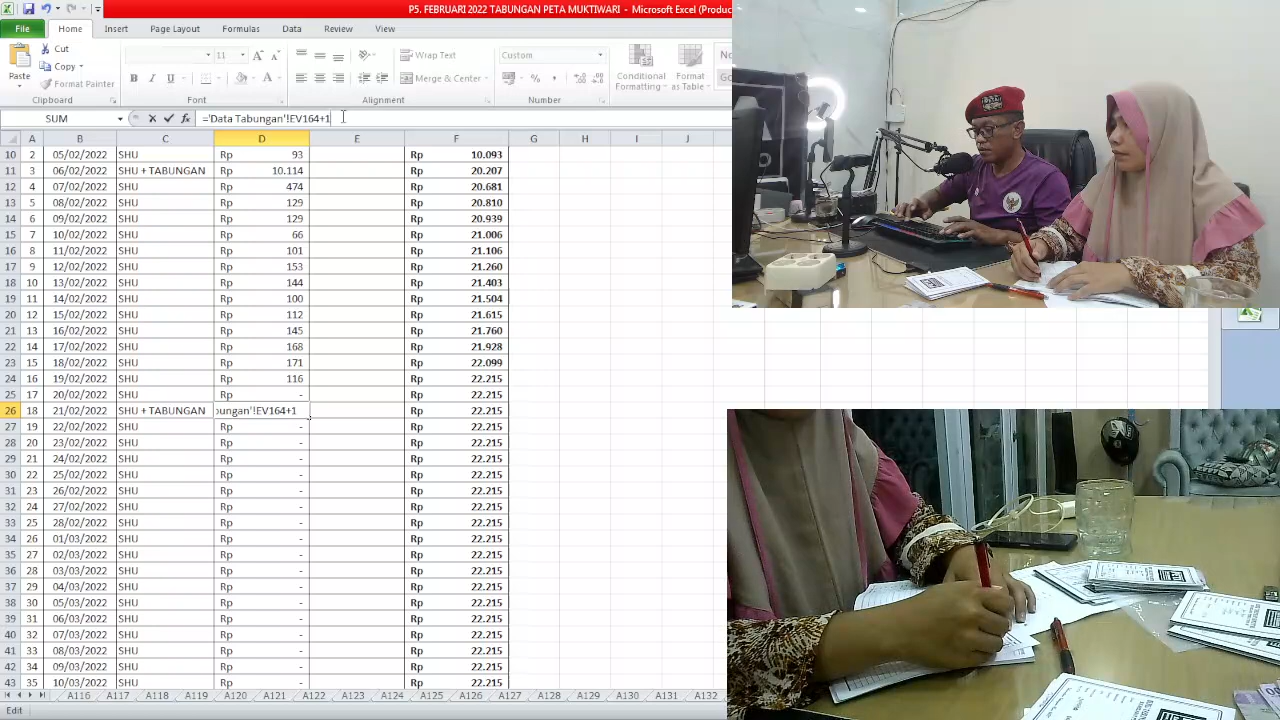 P5. FEBRUARI 2022 TABUNGAN PETA MUKTIWARI - Microsoft Excel (Produc
File Home Insert Page Layout Formulas Data Review View
Paste
Cut
Copy
Format Painter
Clipboard
11
Font
Wrap Text
Merge & Center
Alignment
Custom
Number
Conditional Formatting
Format as Table
SUM
='Data Tabungan'!EV164+1
A B C D E F G H I J
10 2 05/02/2022 SHU Rp 93 Rp 10.093
11 3 06/02/2022 SHU + TABUNGAN Rp 10.114 Rp 20.207
12 4 07/02/2022 SHU Rp 474 Rp 20.681
13 5 08/02/2022 SHU Rp 129 Rp 20.810
14 6 09/02/2022 SHU Rp 129 Rp 20.939
15 7 10/02/2022 SHU Rp 66 Rp 21.006
16 8 11/02/2022 SHU Rp 101 Rp 21.106
17 9 12/02/2022 SHU Rp 153 Rp 21.260
18 10 13/02/2022 SHU Rp 144 Rp 21.403
19 11 14/02/2022 SHU Rp 100 Rp 21.504
20 12 15/02/2022 SHU Rp 112 Rp 21.615
21 13 16/02/2022 SHU Rp 145 Rp 21.760
22 14 17/02/2022 SHU Rp 168 Rp 21.928
23 15 18/02/2022 SHU Rp 171 Rp 22.099
24 16 19/02/2022 SHU Rp 116 Rp 22.215
25 17 20/02/2022 SHU Rp - Rp 22.215
26 18 21/02/2022 SHU + TABUNGAN bungan'!EV164+1 Rp 22.215
27 19 22/02/2022 SHU Rp - Rp 22.215
28 20 23/02/2022 SHU Rp - Rp 22.215
29 21 24/02/2022 SHU Rp - Rp 22.215
30 22 25/02/2022 SHU Rp - Rp 22.215
31 23 26/02/2022 SHU Rp - Rp 22.215
32 24 27/02/2022 SHU Rp - Rp 22.215
33 25 28/02/2022 SHU Rp - Rp 22.215
34 26 01/03/2022 SHU Rp - Rp 22.215
35 27 02/03/2022 SHU Rp - Rp 22.215
36 28 03/03/2022 SHU Rp - Rp 22.215
37 29 04/03/2022 SHU Rp - Rp 22.215
38 30 05/03/2022 SHU Rp - Rp 22.215
39 31 06/03/2022 SHU Rp - Rp 22.215
40 32 07/03/2022 SHU Rp - Rp 22.215
41 33 08/03/2022 SHU Rp - Rp 22.215
42 34 09/03/2022 SHU Rp - Rp 22.215
43 35 10/03/2022 SHU Rp - Rp 22.215
A116 A117 A118 A119 A120 A121 A122 A123 A124 A125 A126 A127 A128 A129 A130 A131 A132
Edit